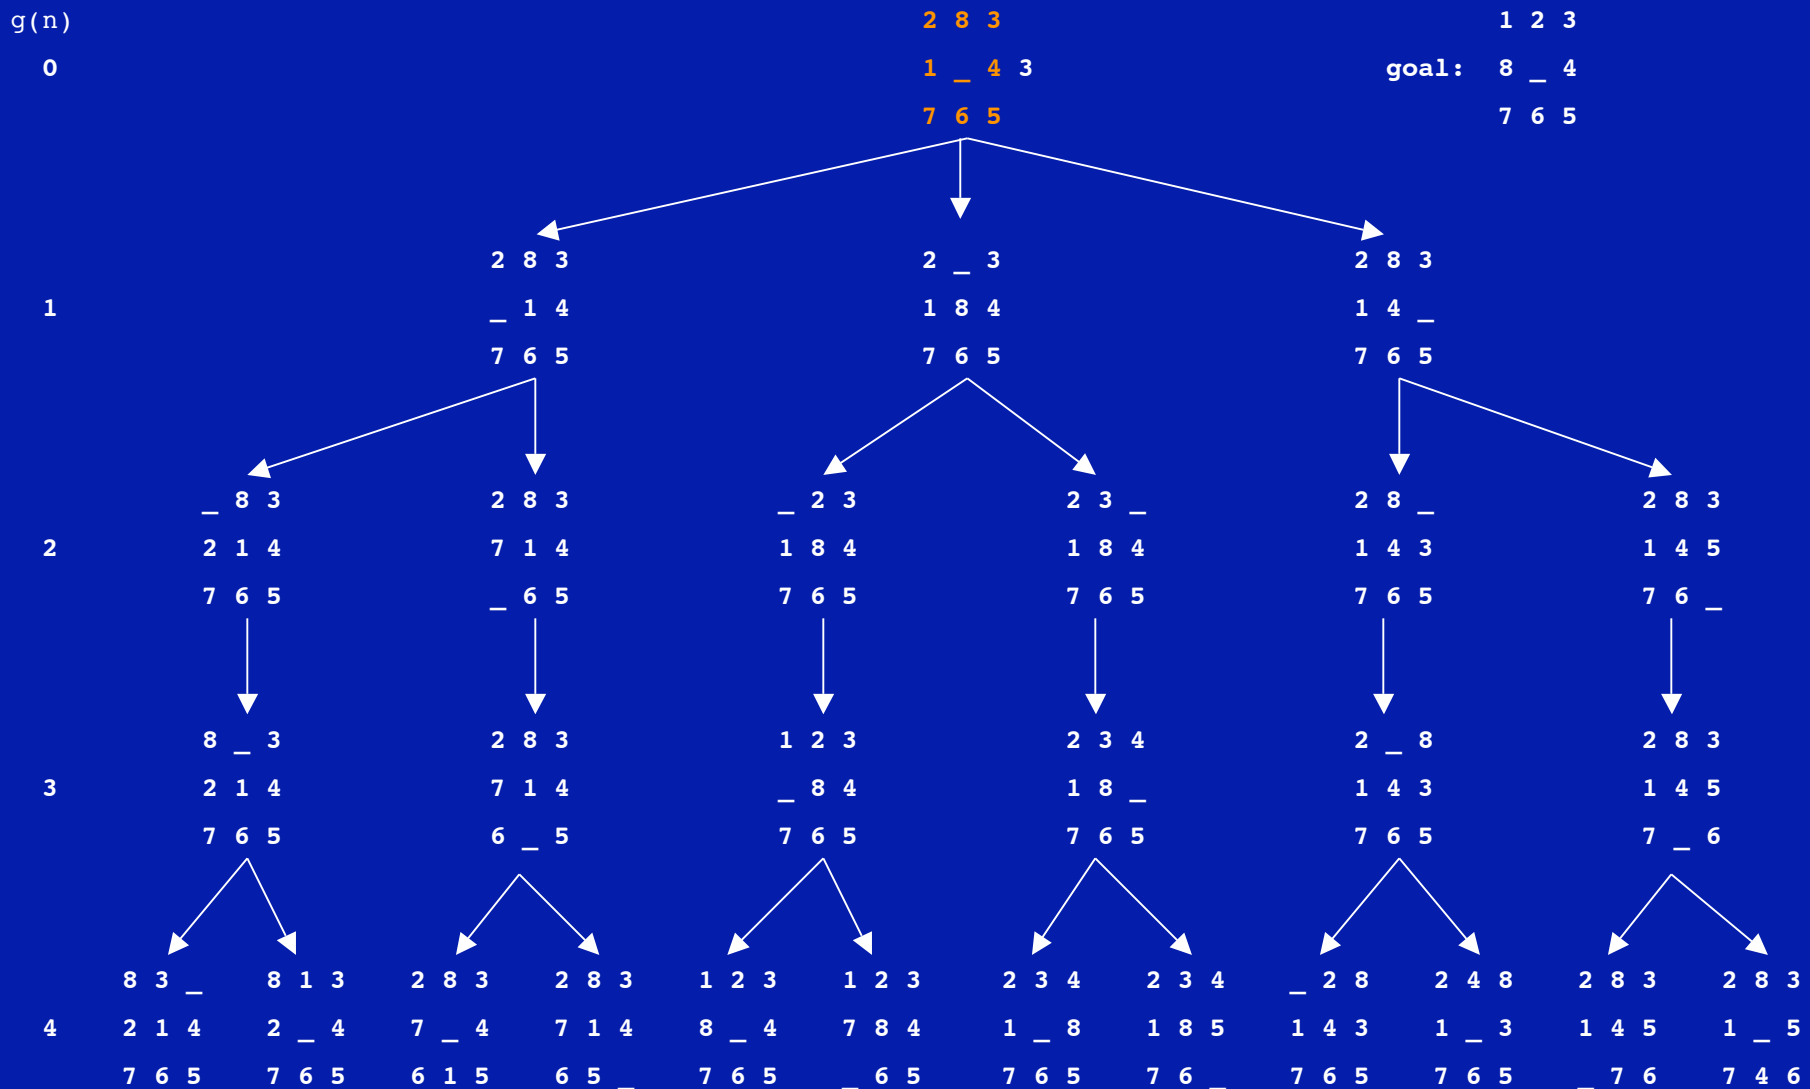 g(n) 2 8 3 1 2 3
0 1 _ 4 3 goal: 8 _ 4
7 6 5 7 6 5
2 8 3 2 _ 3 2 8 3
1 _ 1 4 1 8 4 1 4 _
7 6 5 7 6 5 7 6 5
_ 8 3 2 8 3 _ 2 3 2 3 _ 2 8 _ 2 8 3
2 2 1 4 7 1 4 1 8 4 1 8 4 1 4 3 1 4 5
7 6 5 _ 6 5 7 6 5 7 6 5 7 6 5 7 6 _
8 _ 3 2 8 3 1 2 3 2 3 4 2 _ 8 2 8 3
3 2 1 4 7 1 4 _ 8 4 1 8 _ 1 4 3 1 4 5
7 6 5 6 _ 5 7 6 5 7 6 5 7 6 5 7 _ 6
8 3 _ 8 1 3 2 8 3 2 8 3 1 2 3 1 2 3 2 3 4 2 3 4 _ 2 8 2 4 8 2 8 3 2 8 3
4 2 1 4 2 _ 4 7 _ 4 7 1 4 8 _ 4 7 8 4 1 _ 8 1 8 5 1 4 3 1 _ 3 1 4 5 1 _ 5
7 6 5 7 6 5 6 1 5 6 5 _ 7 6 5 _ 6 5 7 6 5 7 6 _ 7 6 5 7 6 5 _ 7 6 7 4 6